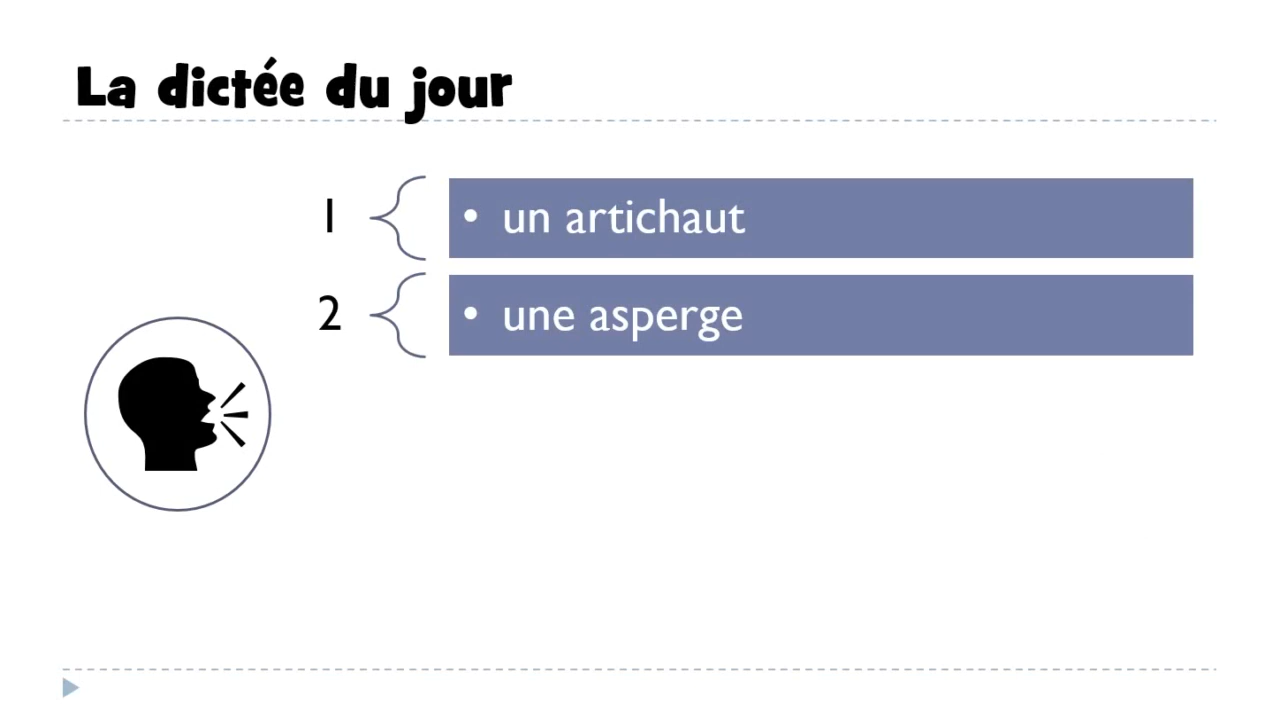 La dictée du jour
1
• un artichaut
2
• une asperge